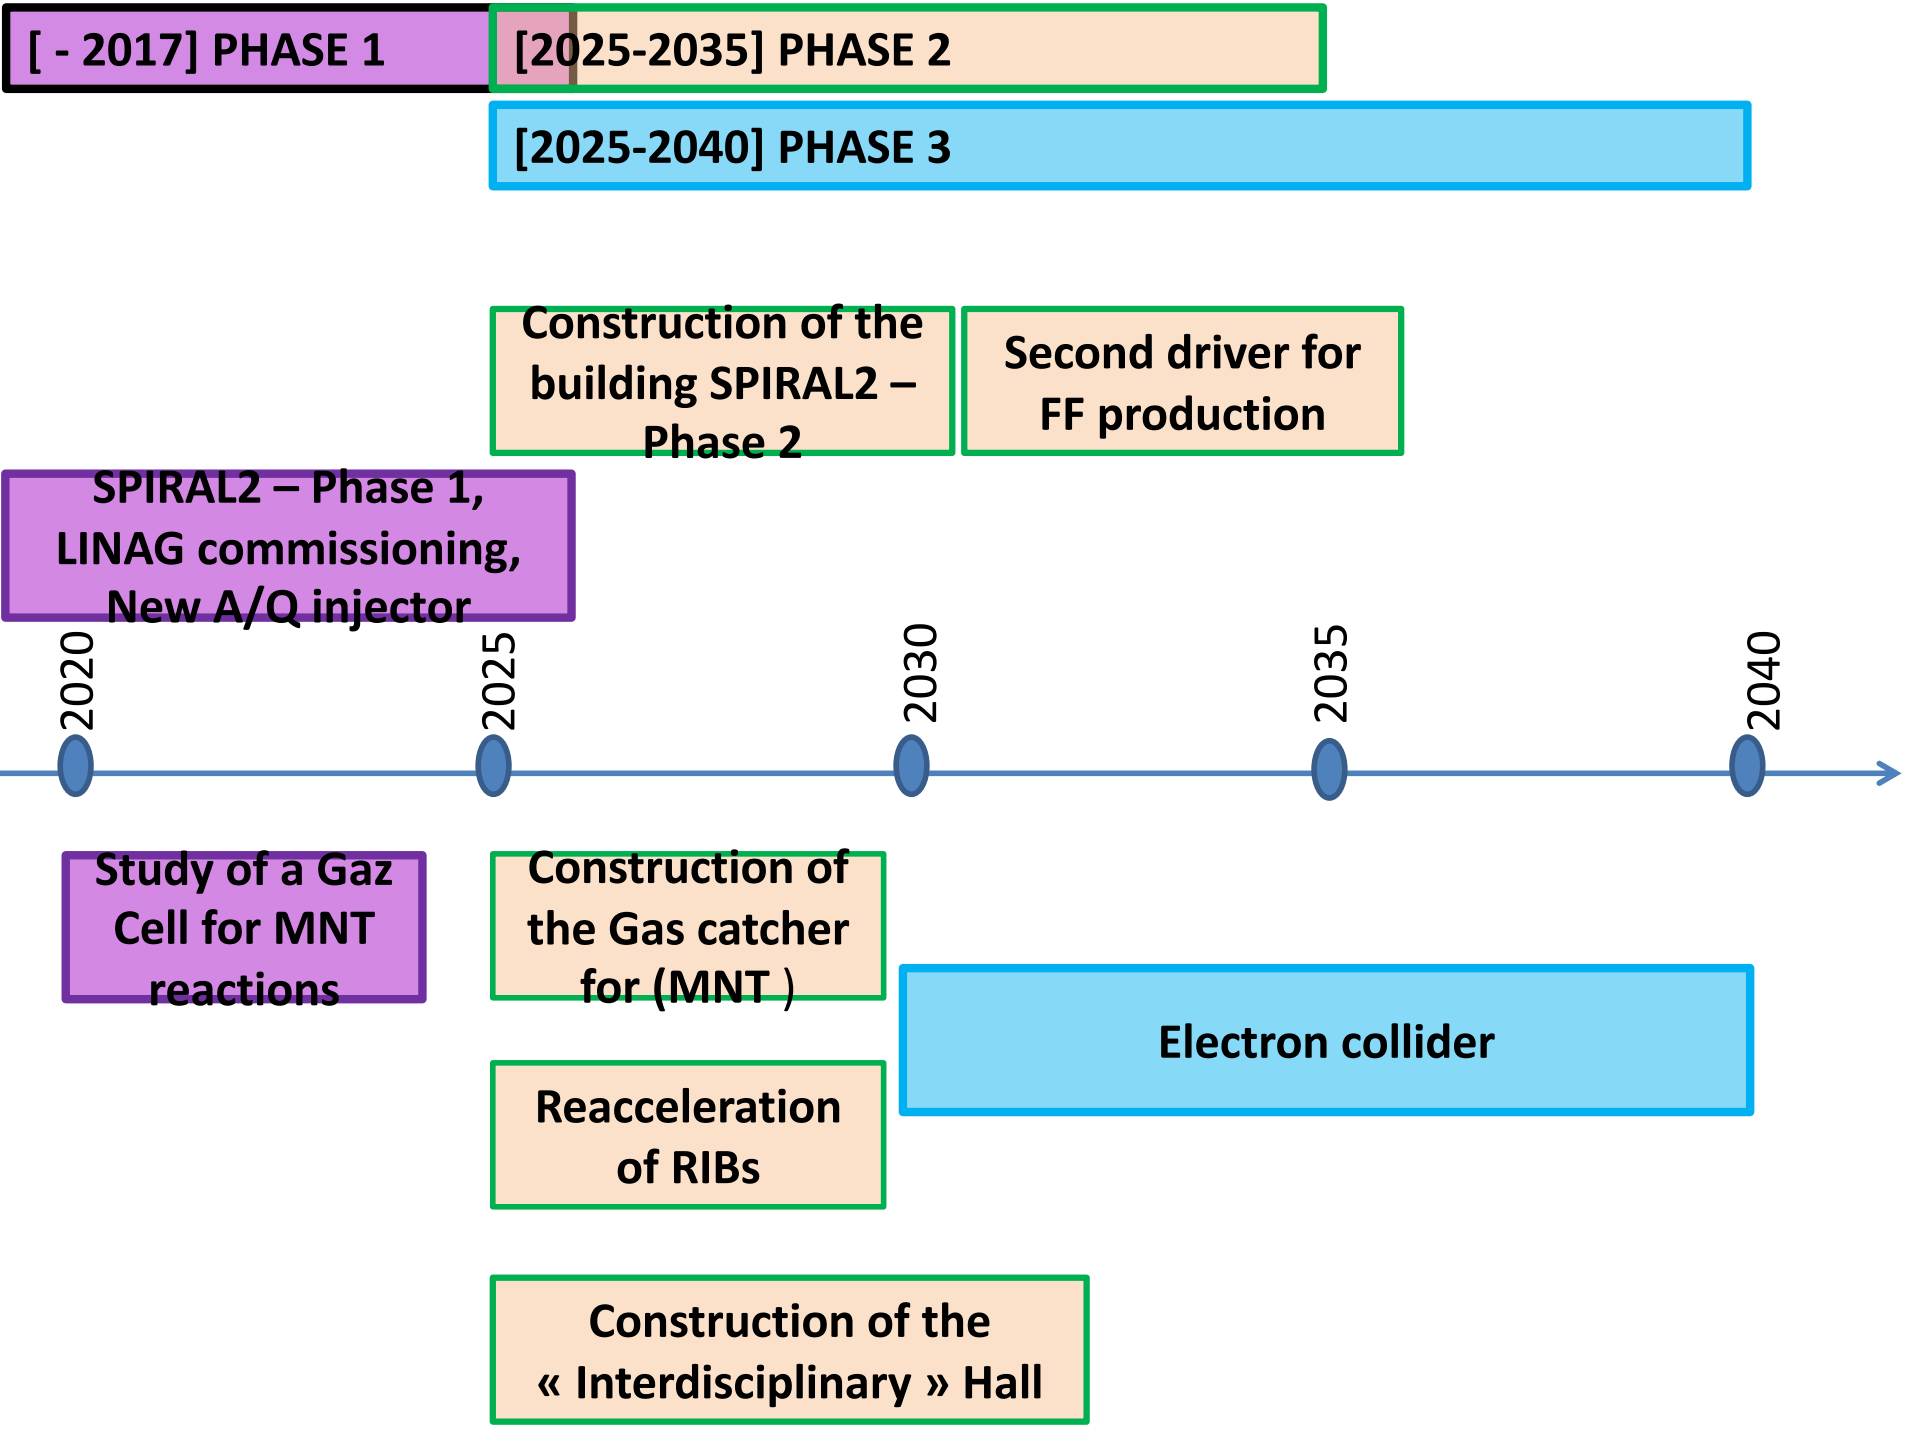 [ - 2017] PHASE 1
[2025-2035] PHASE 2
[2025-2040] PHASE 3
Construction of the
building SPIRAL2 –
Phase 2
Second driver for
FF production
SPIRAL2 – Phase 1,
LINAG commissioning,
New A/Q injector
2020
2025
2030
2035
2040
Study of a Gaz
Cell for MNT
reactions
Construction of
the Gas catcher
for (MNT )
Electron collider
Reacceleration
of RIBs
Construction of the
« Interdisciplinary » Hall